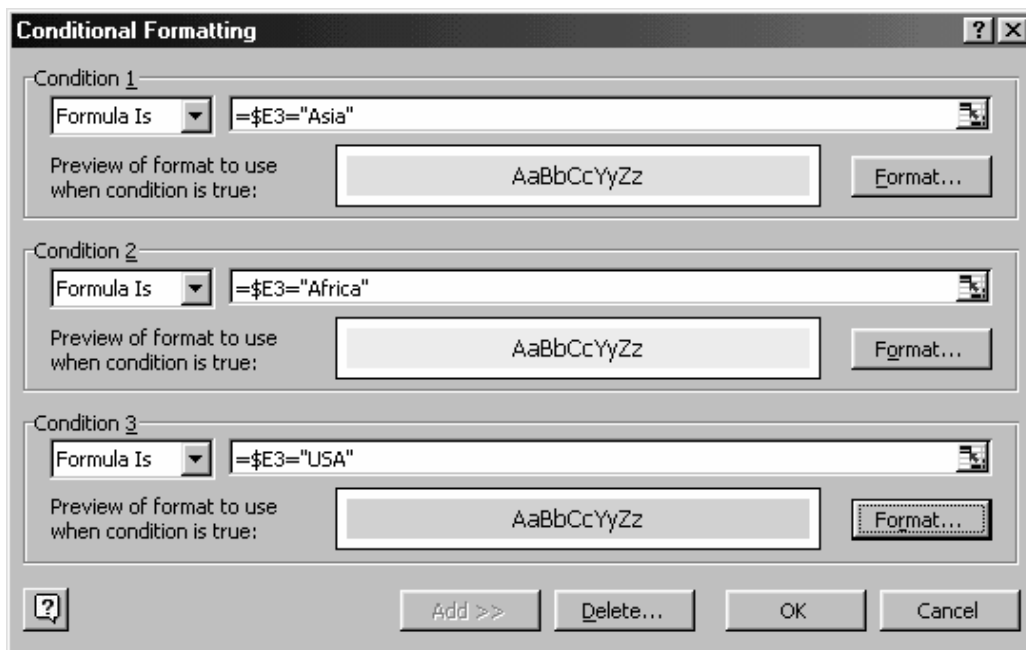 Conditional Formatting
Condition 1
Formula Is =$E3="Asia"
Preview of format to use
when condition is true:
AaBbCcYyZz
Format...
Condition 2
Formula Is =$E3="Africa"
Preview of format to use
when condition is true:
AaBbCcYyZz
Format...
Condition 3
Formula Is =$E3="USA"
Preview of format to use
when condition is true:
AaBbCcYyZz
Format...
Add >> Delete... OK Cancel